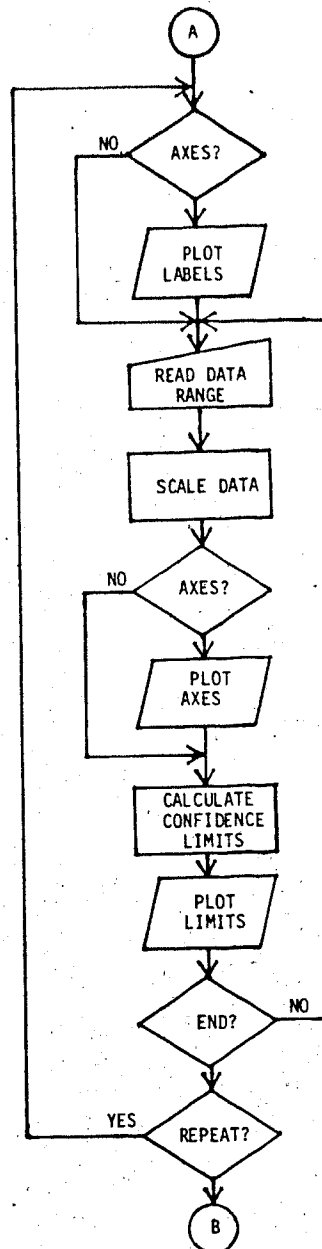 A
NO
AXES?
PLOT
LABELS
READ DATA
RANGE
SCALE DATA
NO
AXES?
PLOT
AXES
CALCULATE
CONFIDENCE
LIMITS
PLOT
LIMITS
END?
NO
YES
REPEAT?
B